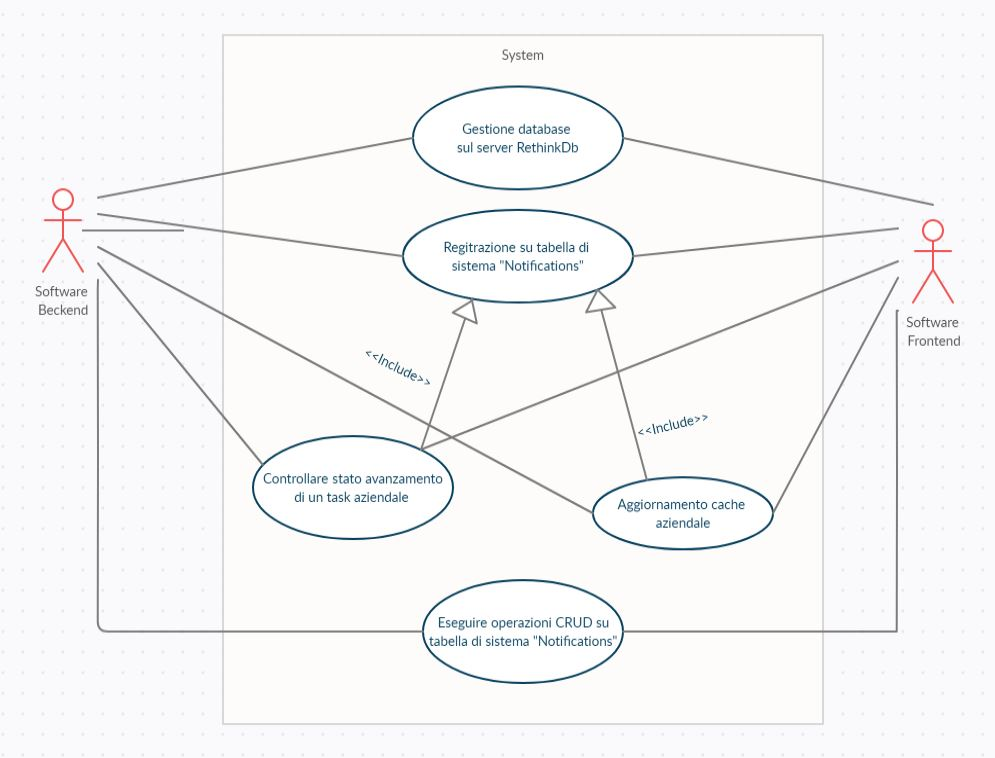 System
Gestione database
sul server RethinkDb
Regitrazione su tabella di
sistema "Notifications"
Software
Beckend
Software
Frontend
<<Include>>
<<Include>>
Controllare stato avanzamento
di un task aziendale
Aggiornamento cache
aziendale
Eseguire operazioni CRUD su
tabella di sistema "Notifications"